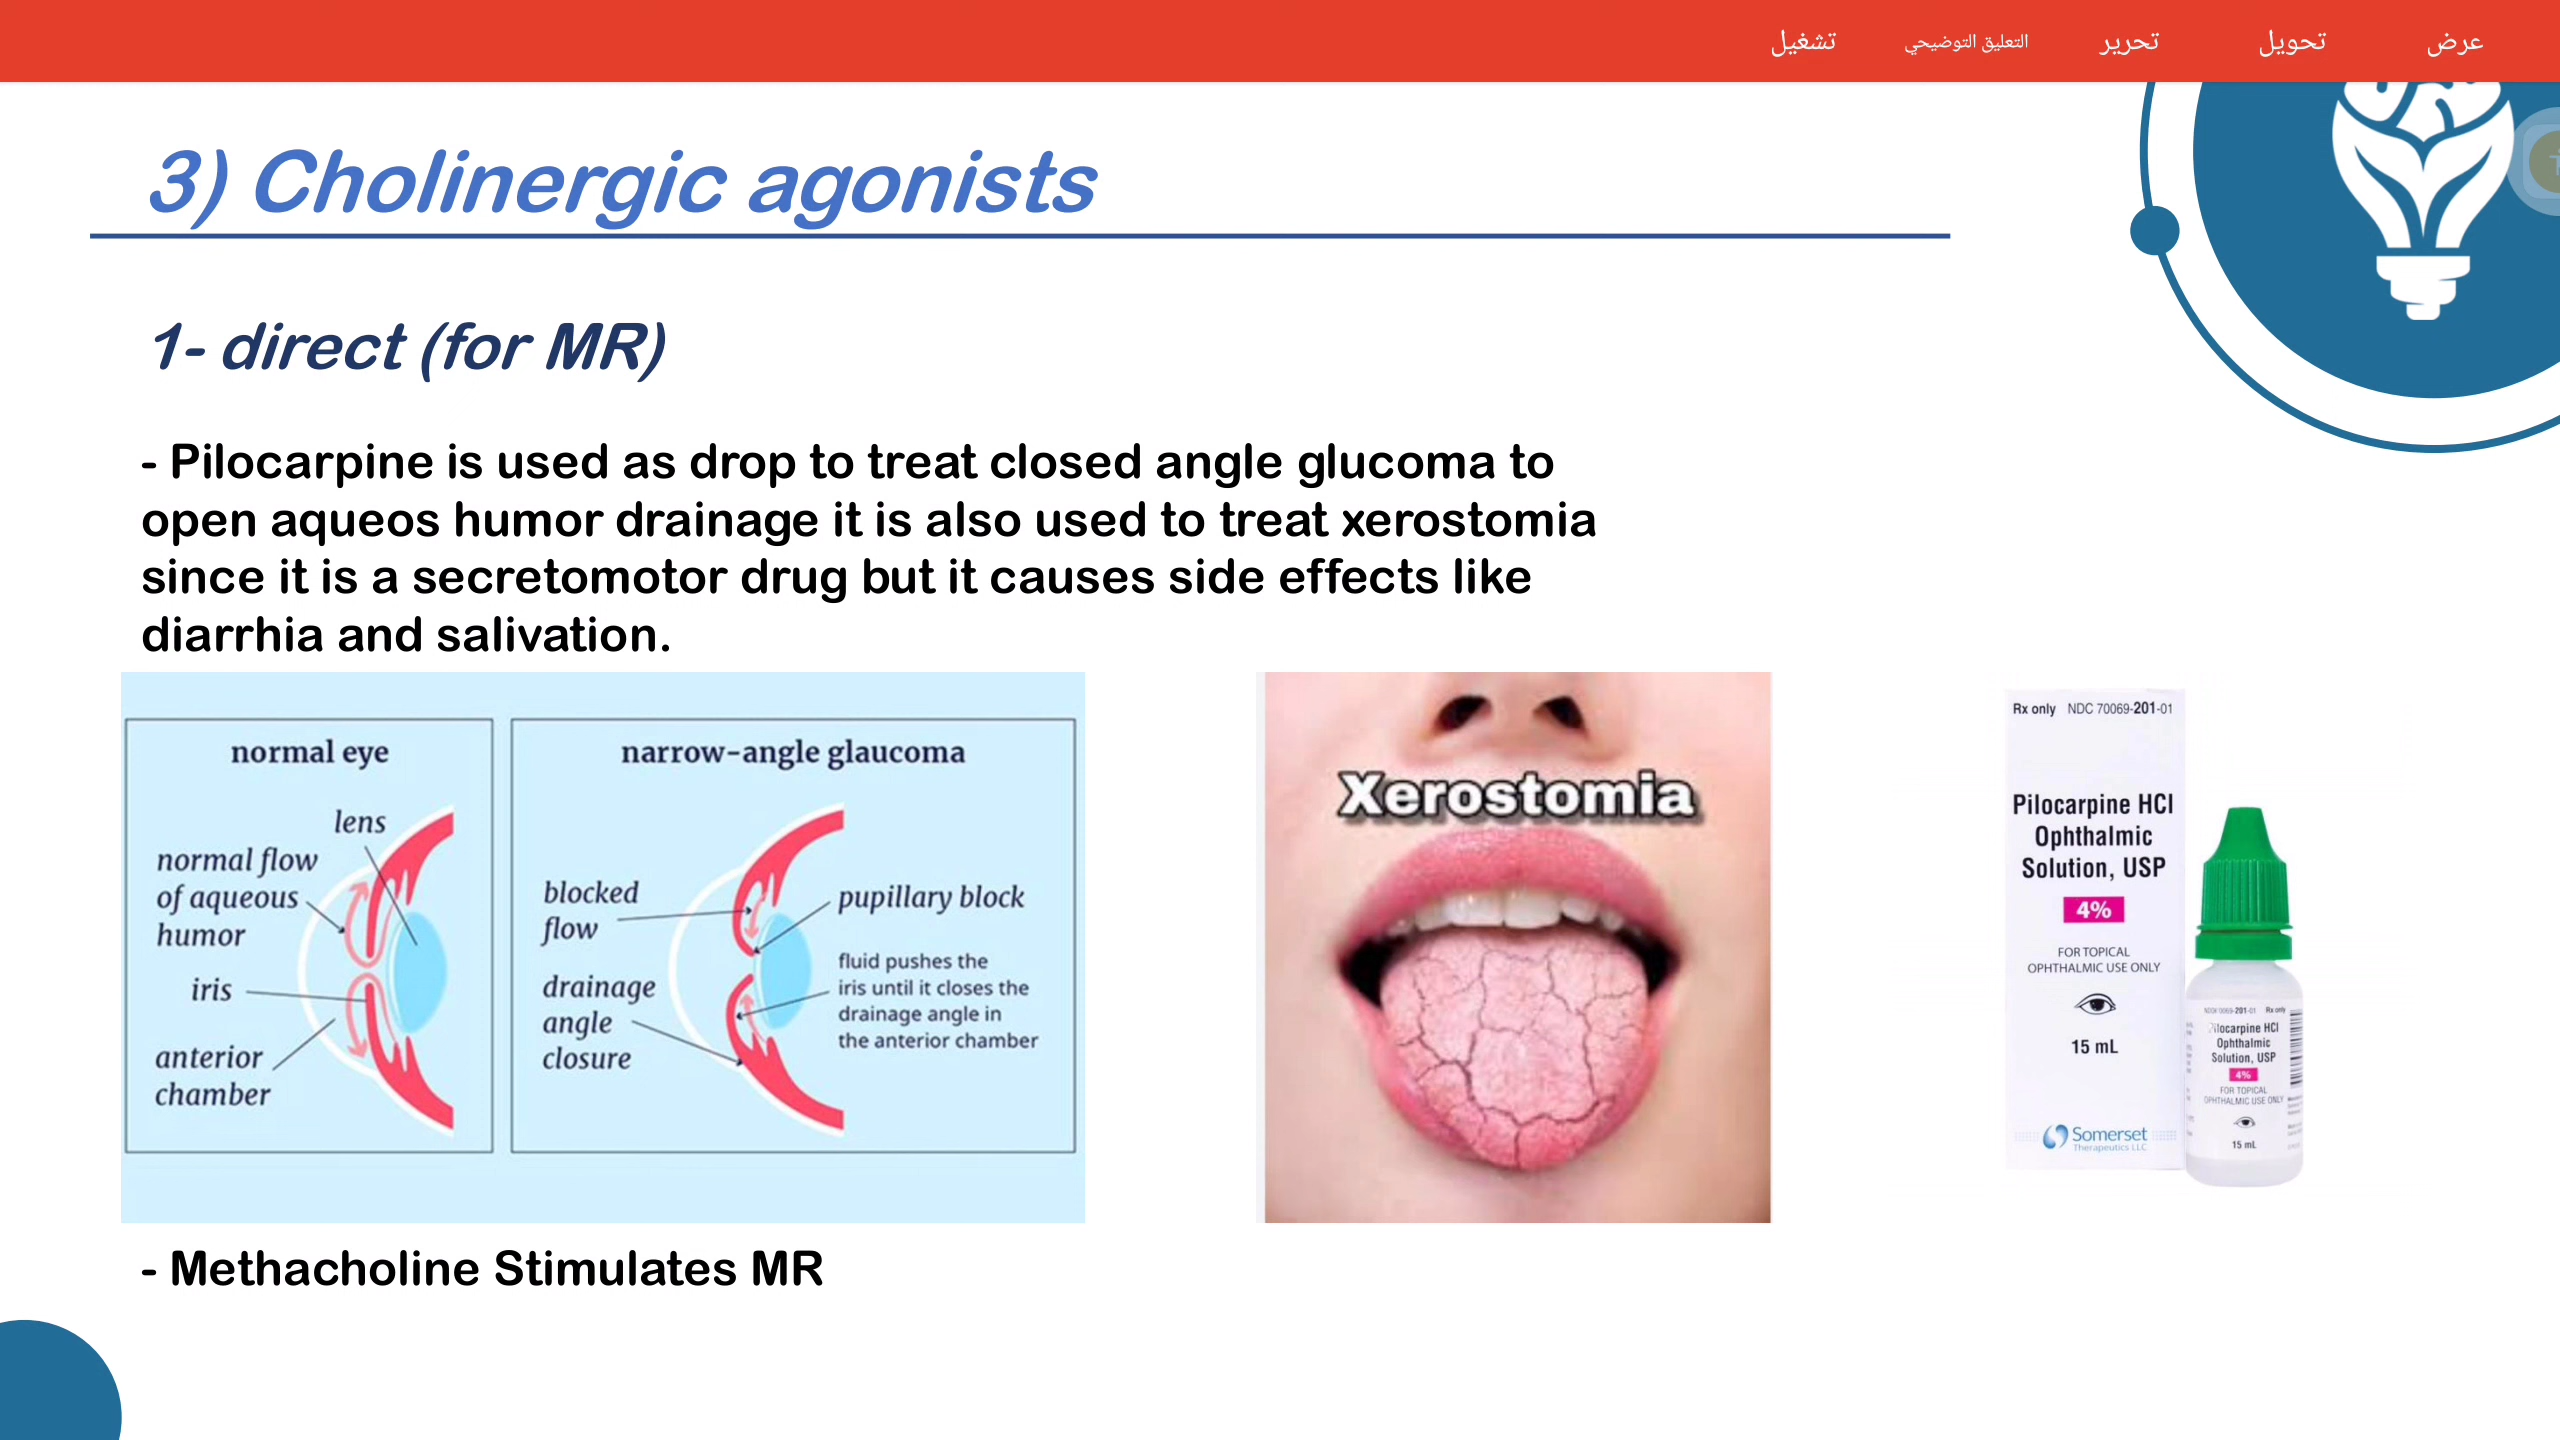 عرض
تحويل
تحرير
التعليق التوضيحي
تشغيل
3) Cholinergic agonists
1- direct (for MR)
- Pilocarpine is used as drop to treat closed angle glucoma to
open aqueos humor drainage it is also used to treat xerostomia
since it is a secretomotor drug but it causes side effects like
diarrhia and salivation.
normal eye
lens
normal flow
of aqueous
humor
iris
anterior
chamber
narrow-angle glaucoma
blocked
flow
drainage
angle
closure
pupillary block
fluid pushes the
iris until it closes the
drainage angle in
the anterior chamber
Xerostomia
Rx only NDC 70069-201-01
Pilocarpine HCl
Ophthalmic
Solution, USP
4%
FOR TOPICAL
OPHTHALMIC USE ONLY
15 mL
Somerset
Therapeutics LLC
Rx only
Pilocarpine HCl
Ophthalmic
Solution, USP
4%
FOR TOPICAL
OPHTHALMIC USE ONLY
15 mL
- Methacholine Stimulates MR